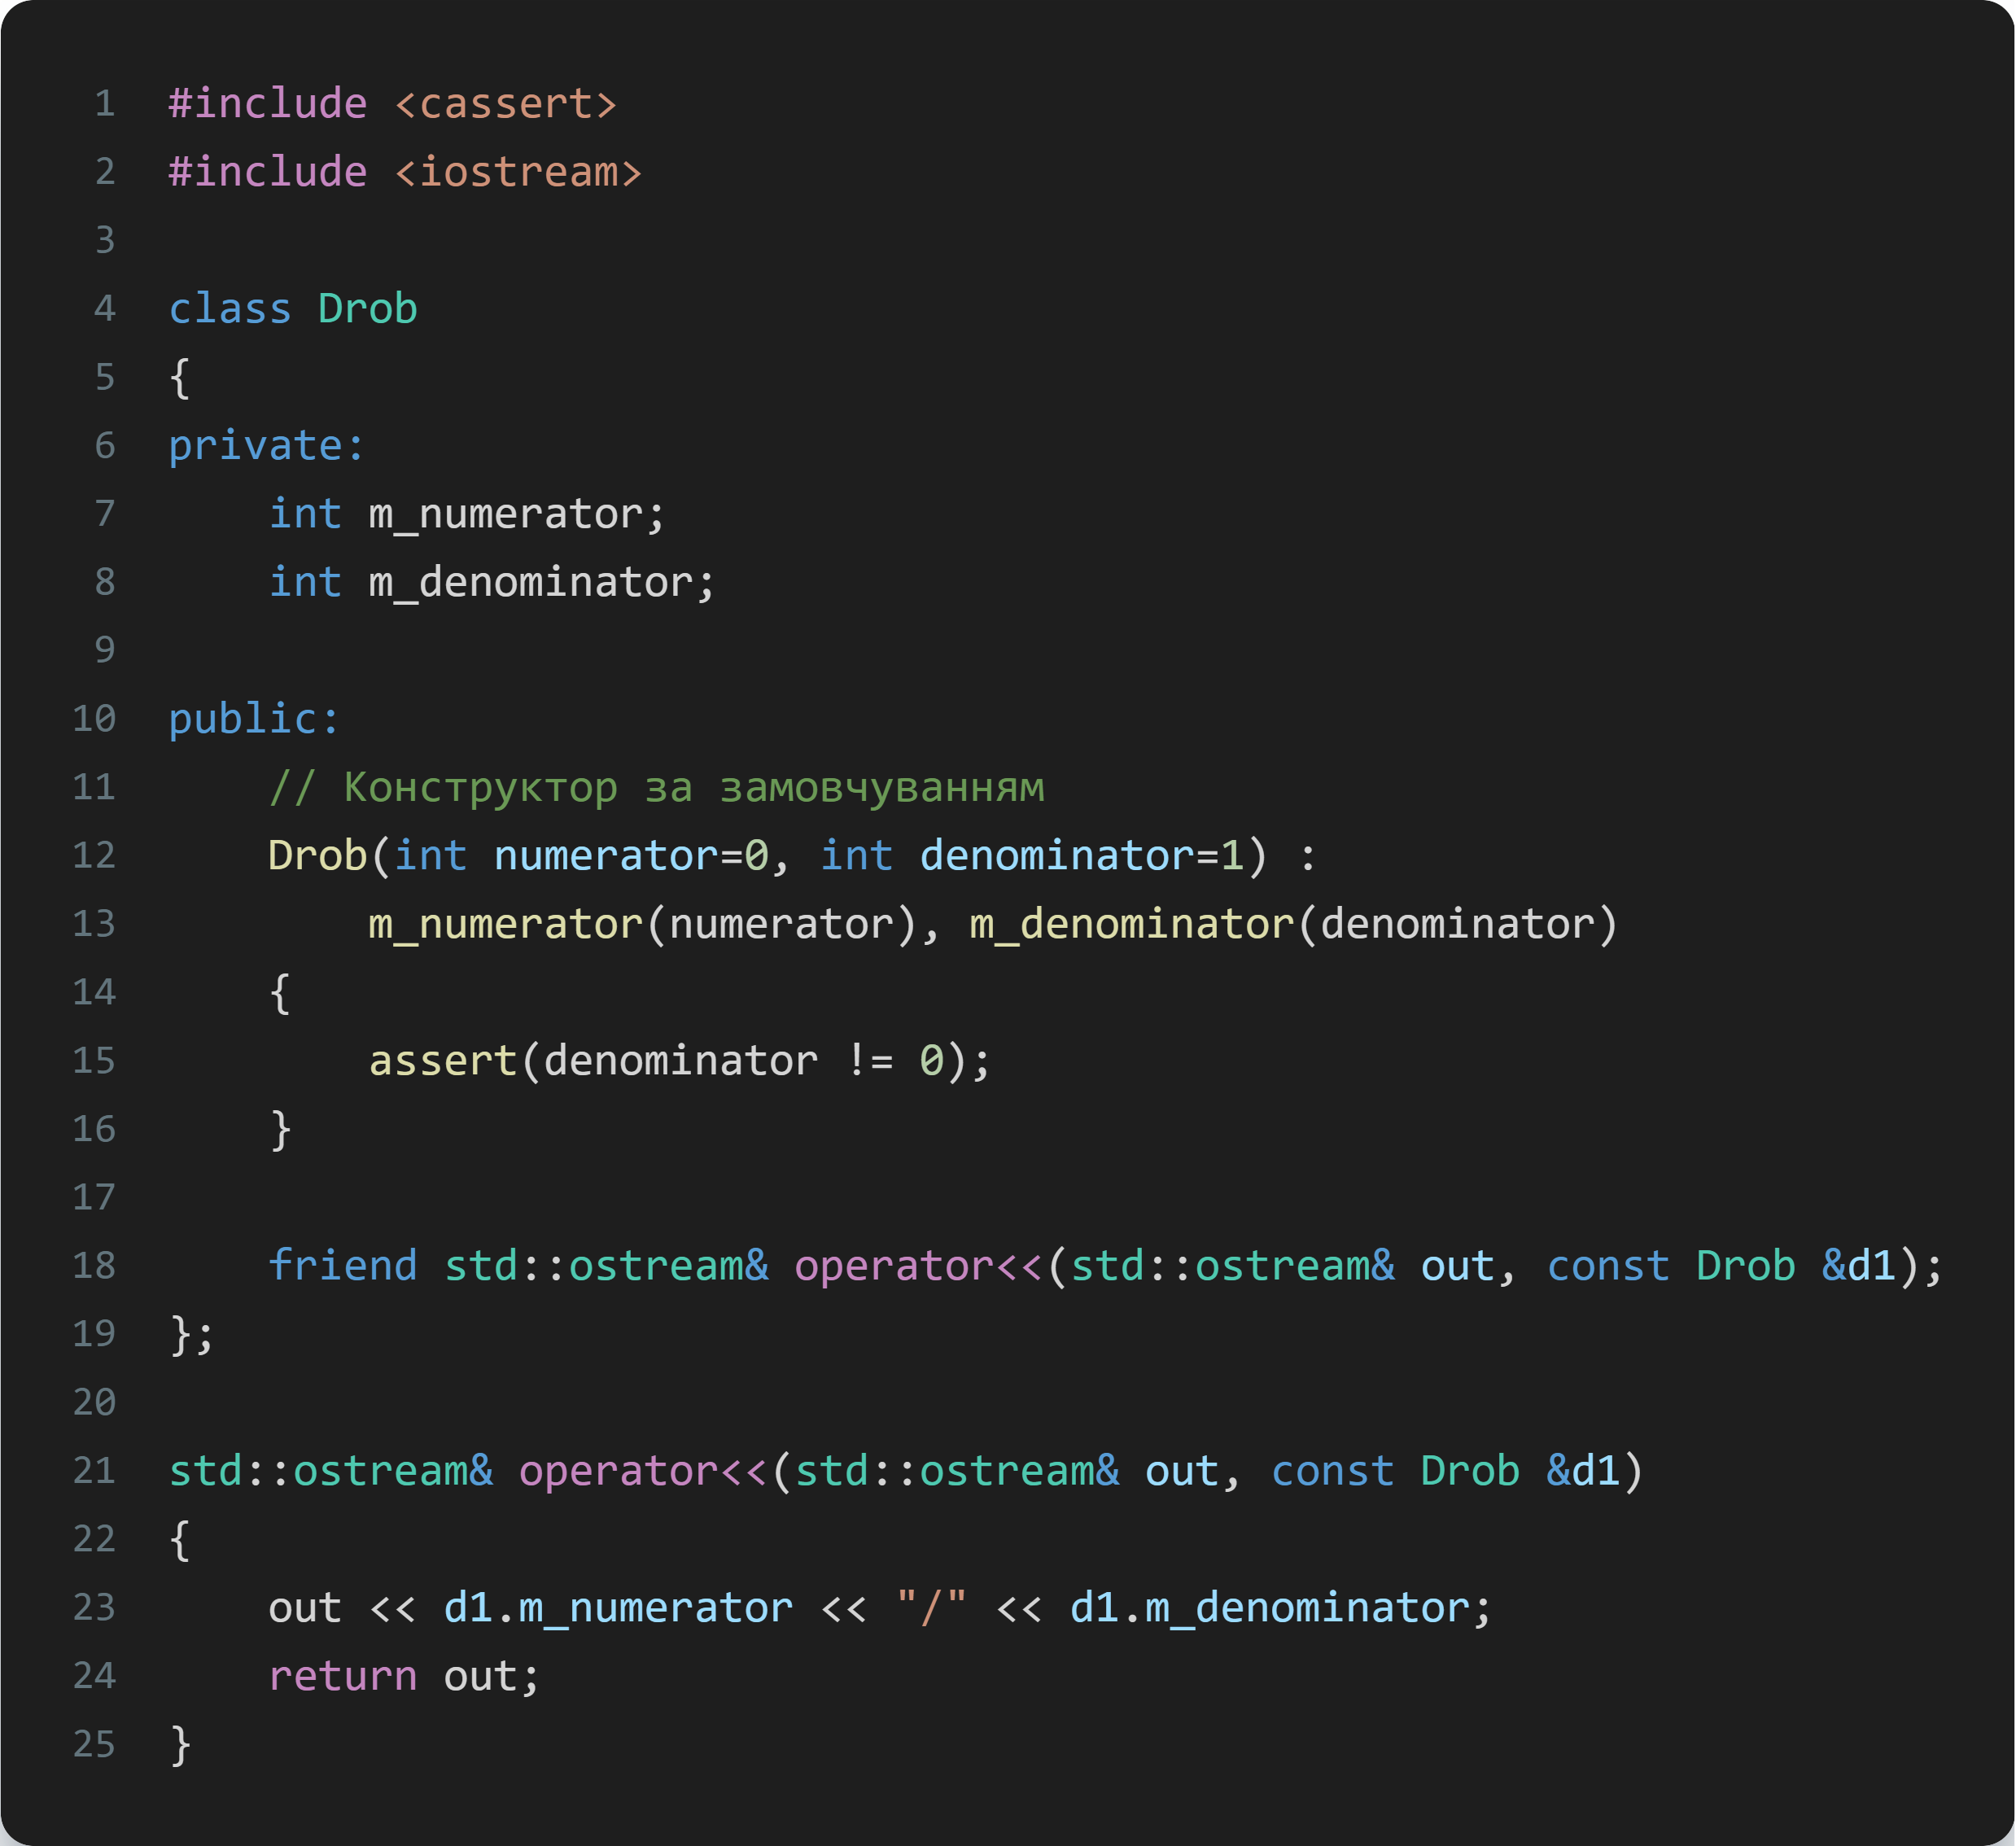 1 #include <cassert>
2 #include <iostream>
3
4 class Drob
5 {
6 private:
7     int m_numerator;
8     int m_denominator;
9
10 public:
11     // Конструктор за замовчуванням
12     Drob(int numerator=0, int denominator=1) :
13         m_numerator(numerator), m_denominator(denominator)
14     {
15         assert(denominator != 0);
16     }
17
18     friend std::ostream& operator<<(std::ostream& out, const Drob &d1);
19 };
20
21 std::ostream& operator<<(std::ostream& out, const Drob &d1)
22 {
23     out << d1.m_numerator << "/" << d1.m_denominator;
24     return out;
25 }